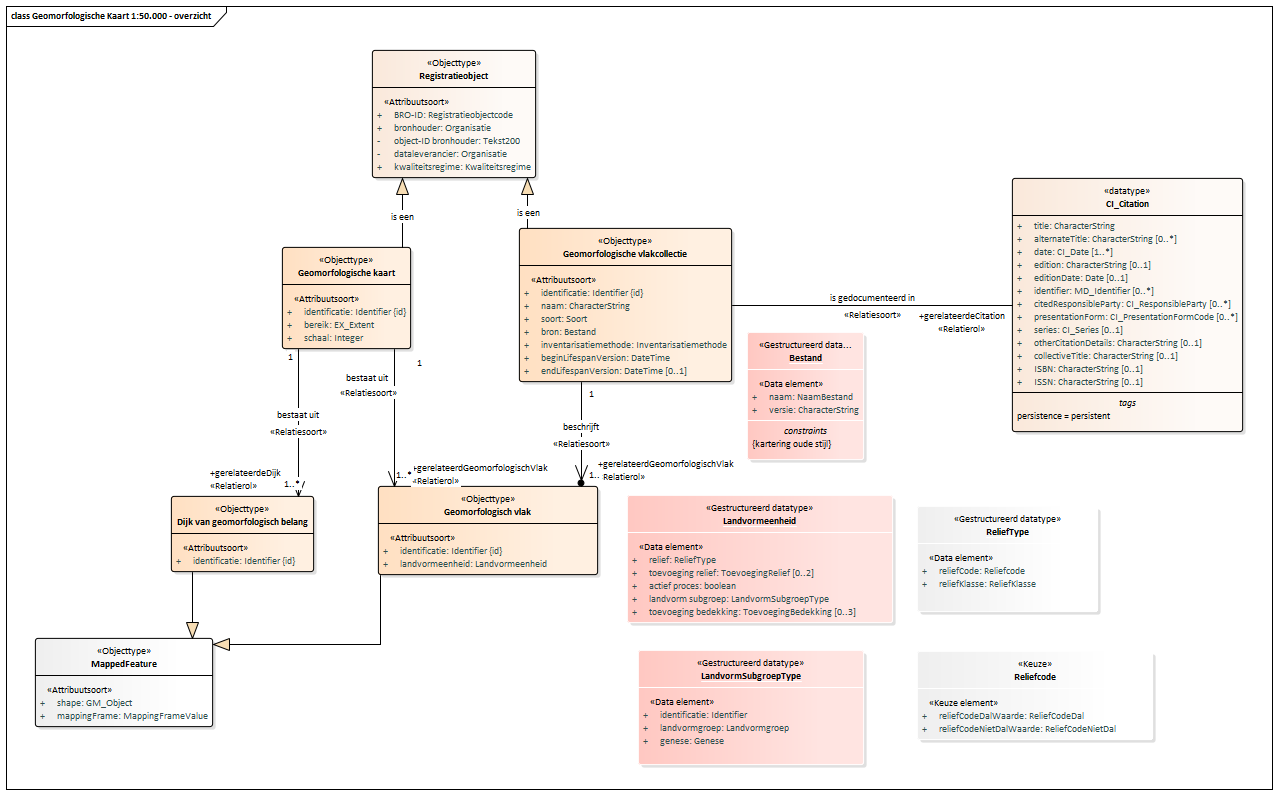 class Geomorfologische Kaart 1:50.000 - overzicht
«Objecttype»
Registratieobject
«Attribuutsoort»
+ BRO-ID: Registratieobjectcode
+ bronhouder: Organisatie
- object-ID bronhouder: Tekst200
- dataleverancier: Organisatie
+ kwaliteitsregime: Kwaliteitsregime
is een
is een
«Objecttype»
Geomorfologische kaart
«Attribuutsoort»
+ identificatie: Identifier {id}
+ bereik: EX_Extent
+ schaal: Integer
«Objecttype»
Geomorfologische vlakcollectie
«Attribuutsoort»
+ identificatie: Identifier {id}
+ naam: CharacterString
+ soort: Soort
+ bron: Bestand
+ inventarisatiemethode: Inventarisatiemethode
+ beginLifespanVersion: DateTime
+ endLifespanVersion: DateTime [0..1]
is gedocumenteerd in
«Relatiesoort»
+gerelateerdeCitation
«Relatierol»
«datatype»
CI_Citation
+ title: CharacterString
+ alternateTitle: CharacterString [0..*]
+ date: CI_Date [1..*]
+ edition: CharacterString [0..1]
+ editionDate: Date [0..1]
+ identifier: MD_Identifier [0..*]
+ citedResponsibleParty: CI_ResponsibleParty [0..*]
+ presentationForm: CI_PresentationFormCode [0..*]
+ series: CI_Series [0..1]
+ otherCitationDetails: CharacterString [0..1]
+ collectiveTitle: CharacterString [0..1]
+ ISBN: CharacterString [0..1]
+ ISSN: CharacterString [0..1]
tags
persistence = persistent
«Gestructureerd data...
Bestand
«Data element»
+ naam: NaamBestand
+ versie: CharacterString
constraints
{kartering oude stijl}
1
bestaat uit
«Relatiesoort»
+gerelateerdeDijk
«Relatierol»
1..*
1
bestaat uit
«Relatiesoort»
+gerelateerdGeomorfologischVlak
«Relatierol»
1..*
1
beschrijft
«Relatiesoort»
+gerelateerdGeomorfologischVlak
Relatierol»
1..
«Objecttype»
Dijk van geomorfologisch belang
«Attribuutsoort»
+ identificatie: Identifier {id}
«Objecttype»
Geomorfologisch vlak
«Attribuutsoort»
+ identificatie: Identifier {id}
+ landvormeenheid: Landvormeenheid
«Objecttype»
MappedFeature
«Attribuutsoort»
+ shape: GM_Object
+ mappingFrame: MappingFrameValue
«Gestructureerd datatype»
Landvormeenheid
«Data element»
+ relief: ReliefType
+ toevoeging relief: ToevoegingRelief [0..2]
+ actief proces: boolean
+ landvorm subgroep: LandvormSubgroepType
+ toevoeging bedekking: ToevoegingBedekking [0..3]
«Gestructureerd datatype»
ReliefType
«Data element»
+ reliefCode: Reliefcode
+ reliefKlasse: ReliefKlasse
«Gestructureerd datatype»
LandvormSubgroepType
«Data element»
+ identificatie: Identifier
+ landvormgroep: Landvormgroep
+ genese: Genese
«Keuze»
Reliefcode
«Keuze element»
+ reliefCodeDalWaarde: ReliefCodeDal
+ reliefCodeNietDalWaarde: ReliefCodeNietDal